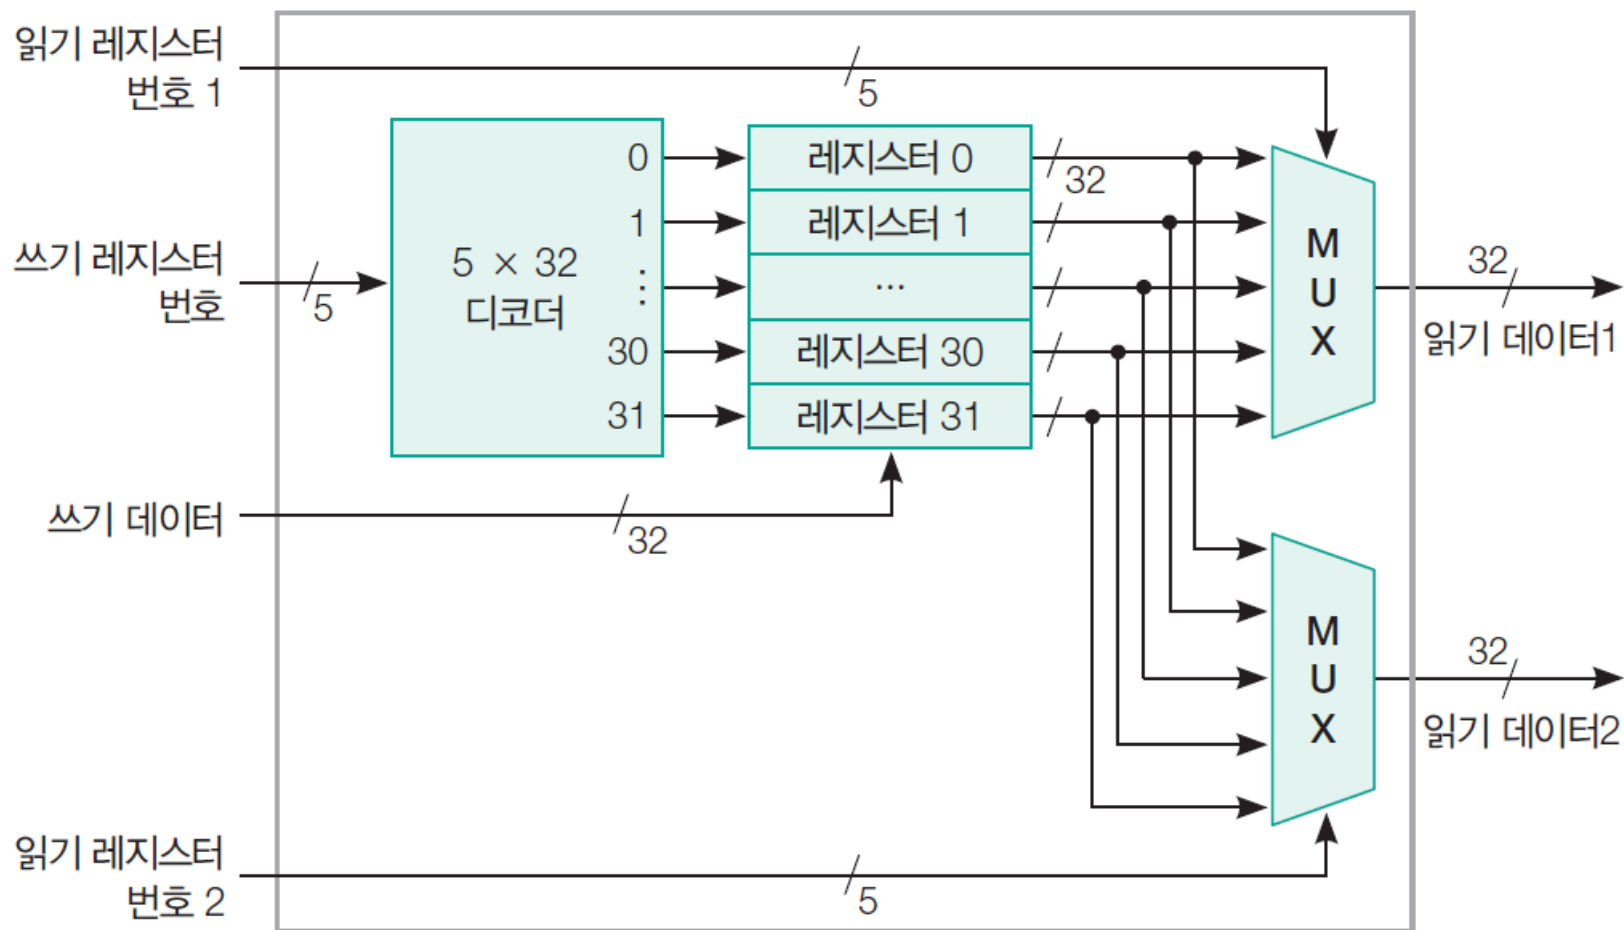 읽기 레지스터
번호 1
5
쓰기 레지스터
번호
5
5 × 32
디코더
0
1
⋮
30
31
레지스터 0
레지스터 1
...
레지스터 30
레지스터 31
32
M
U
X
32
읽기 데이터1
쓰기 데이터
32
M
U
X
32
읽기 데이터2
읽기 레지스터
번호 2
5